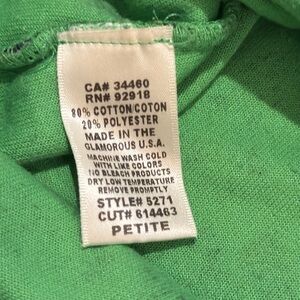 CA# 34460
RN# 92918
80% COTTON/COTON
20% POLYESTER
MADE IN THE
GLAMOROUS U.S.A.
MACHINE WASH COLD
WITH LIKE COLORS
NO BLEACH PRODUCTS
DRY LOW TEMPERATURE
REMOVE PROMPTLY
STYLE# 5271
CUT# 614463
PETITE